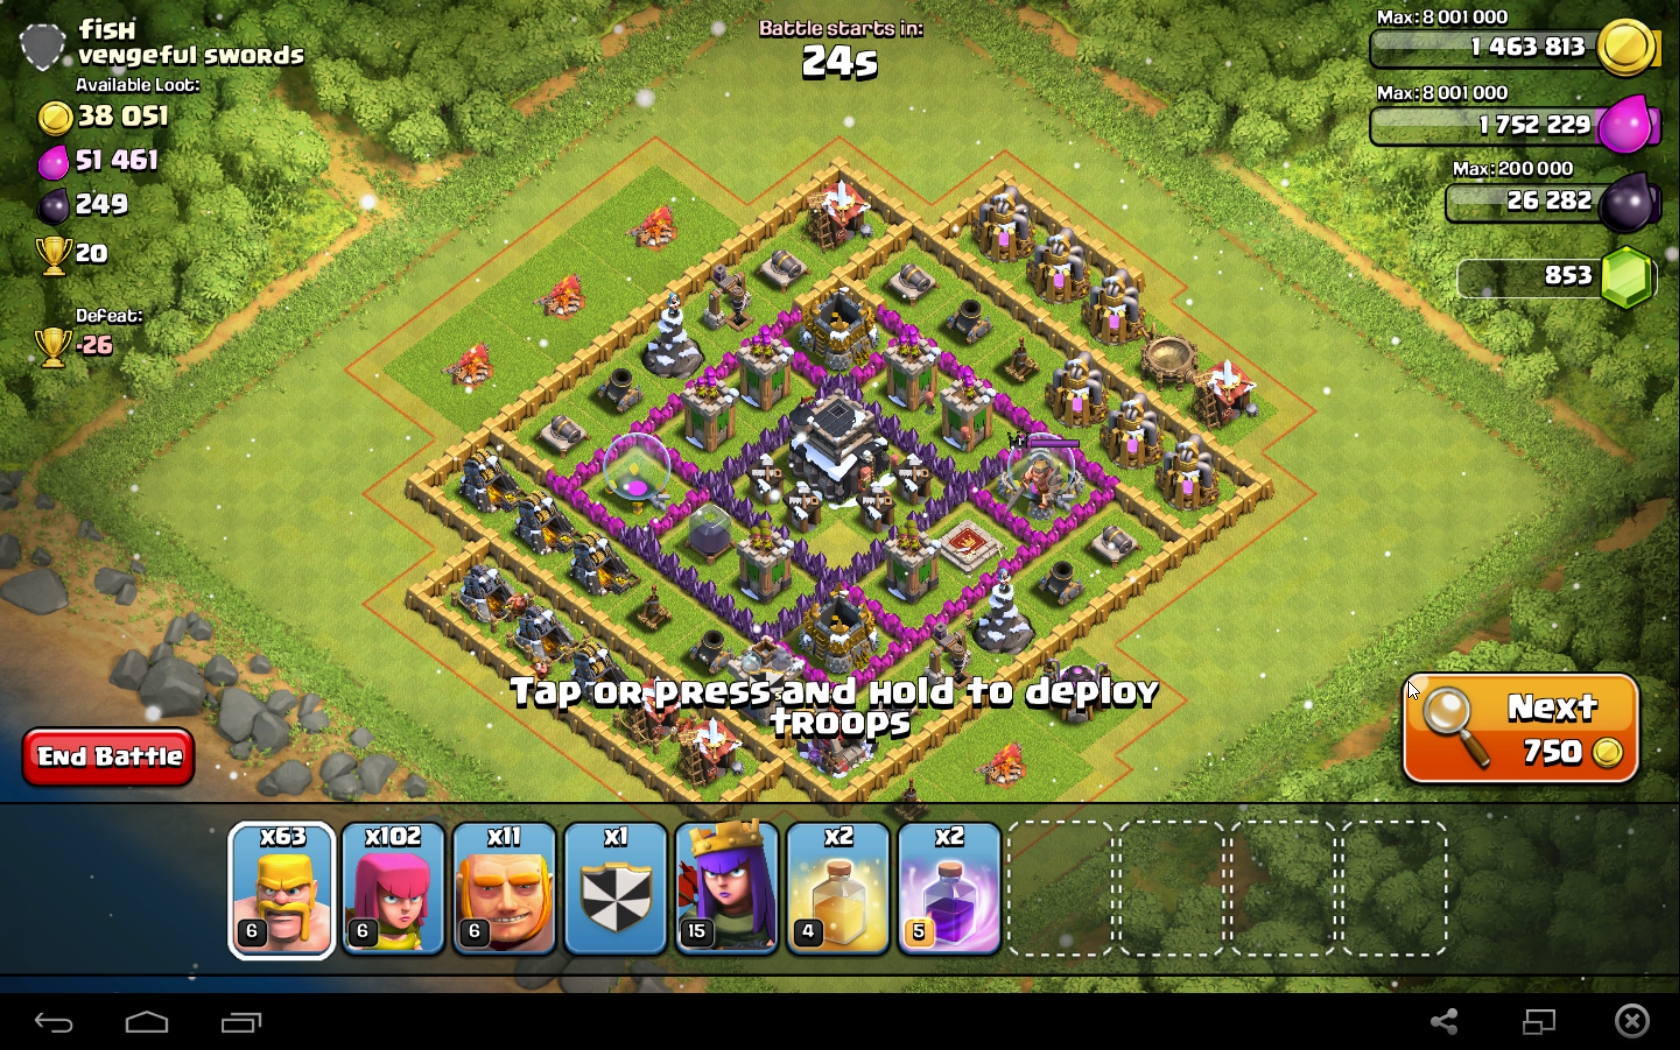 fish
vengeful swords
Available Loot:
38 051
51 461
249
20
Defeat:
-26
Battle starts in:
24s
Max: 8 001 000
1 463 813
Max: 8 001 000
1 752 229
Max: 200 000
26 282
853
Tap or press and hold to deploy
troops
End Battle
Next
750
x63
x102
x11
x1
x2
x2
6
6
6
15
4
5